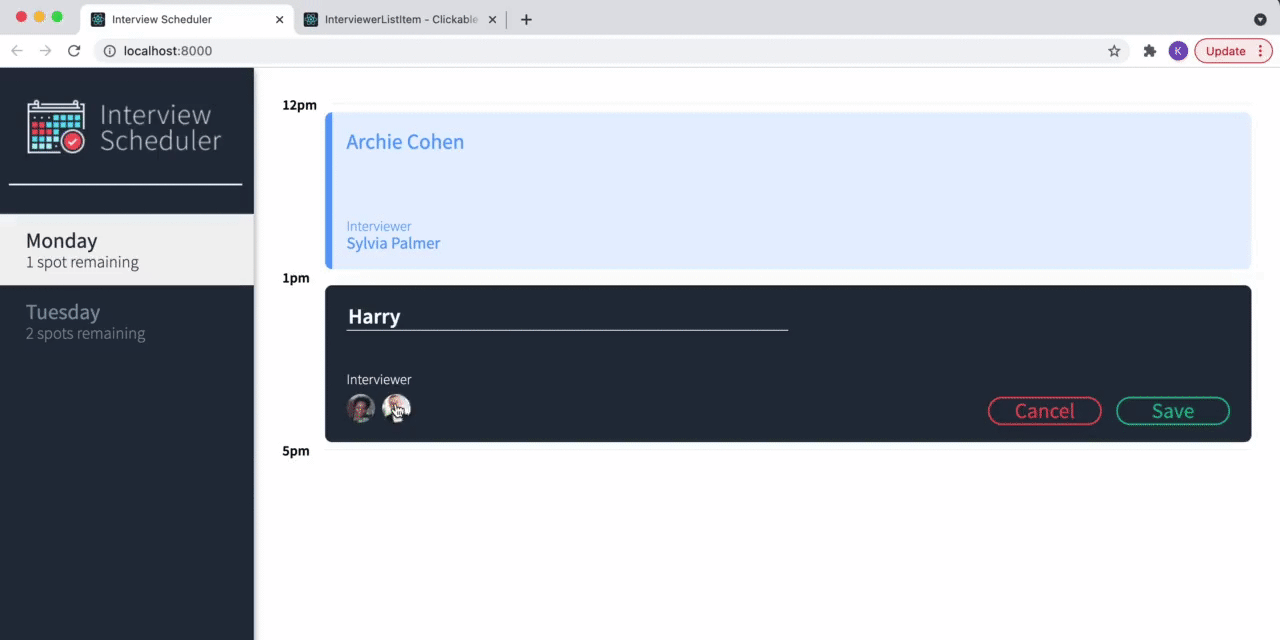 Interview Scheduler
InterviewerListItem - Clickable
localhost:8000
K
Update
Interview
Scheduler
Monday
1 spot remaining
Tuesday
2 spots remaining
12pm
Archie Cohen
Interviewer
Sylvia Palmer
1pm
Harry
Interviewer
Cancel
Save
5pm